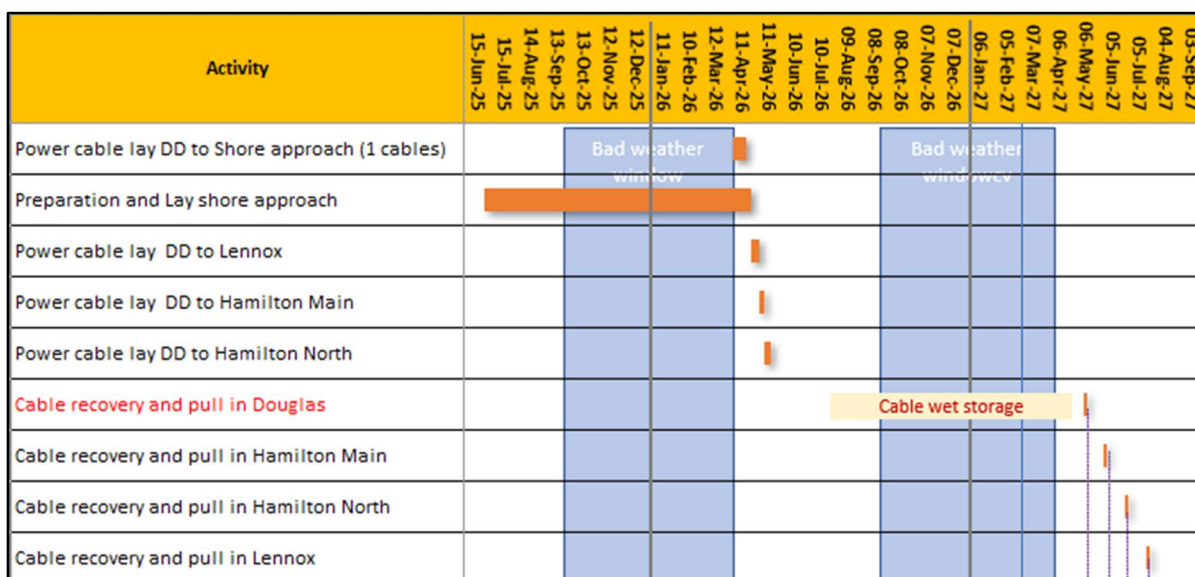 Activity
15-Jun-25
15-Jul-25
14-Aug-25
13-Sep-25
13-Oct-25
12-Nov-25
12-Dec-25
11-Jan-26
10-Feb-26
12-Mar-26
11-Apr-26
11-May-26
10-Jun-26
10-Jul-26
09-Aug-26
08-Sep-26
08-Oct-26
07-Nov-26
07-Dec-26
06-Jan-27
05-Feb-27
07-Mar-27
06-Apr-27
06-May-27
05-Jun-27
05-Jul-27
04-Aug-27
03-Sep-27
Power cable lay DD to Shore approach (1 cables)
Bad weather
window
Bad weather
windowcv
Preparation and Lay shore approach
Power cable lay DD to Lennox
Power cable lay DD to Hamilton Main
Power cable lay DD to Hamilton North
Cable recovery and pull in Douglas
Cable wet storage
Cable recovery and pull in Hamilton Main
Cable recovery and pull in Hamilton North
Cable recovery and pull in Lennox